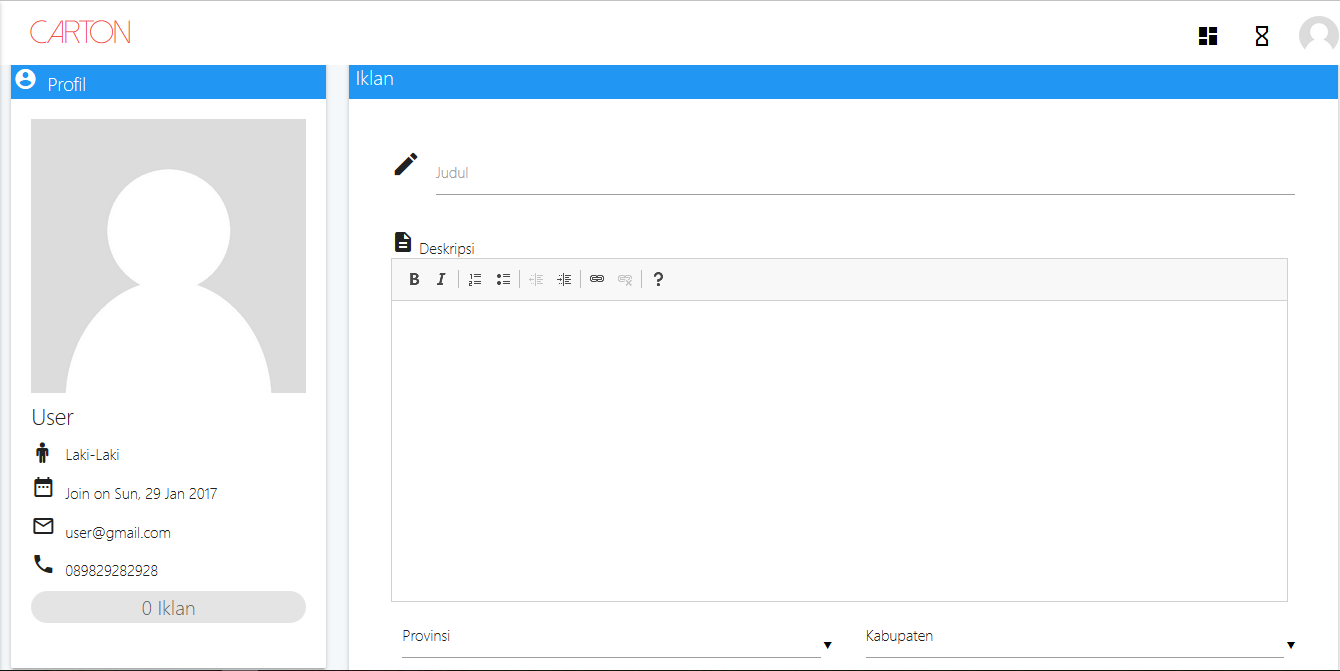 CARTON
Profil
Iklan
Judul
Deskripsi
B I ?
User
Laki-Laki
Join on Sun, 29 Jan 2017
user@gmail.com
089829282928
0 Iklan
Provinsi
Kabupaten